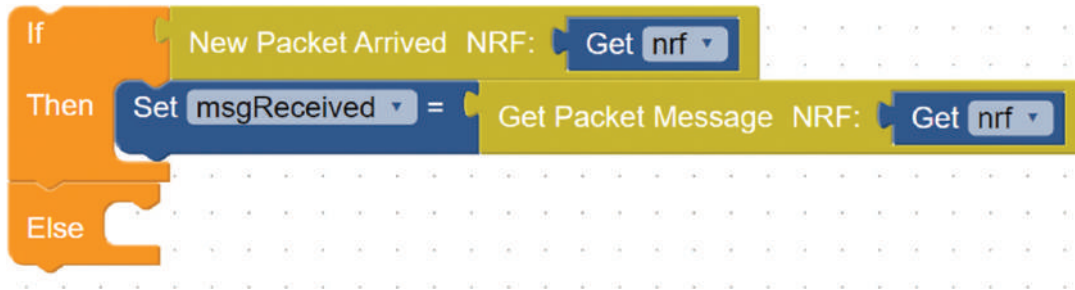 If New Packet Arrived NRF: Get nrf
Then Set msgReceived = Get Packet Message NRF: Get nrf
Else